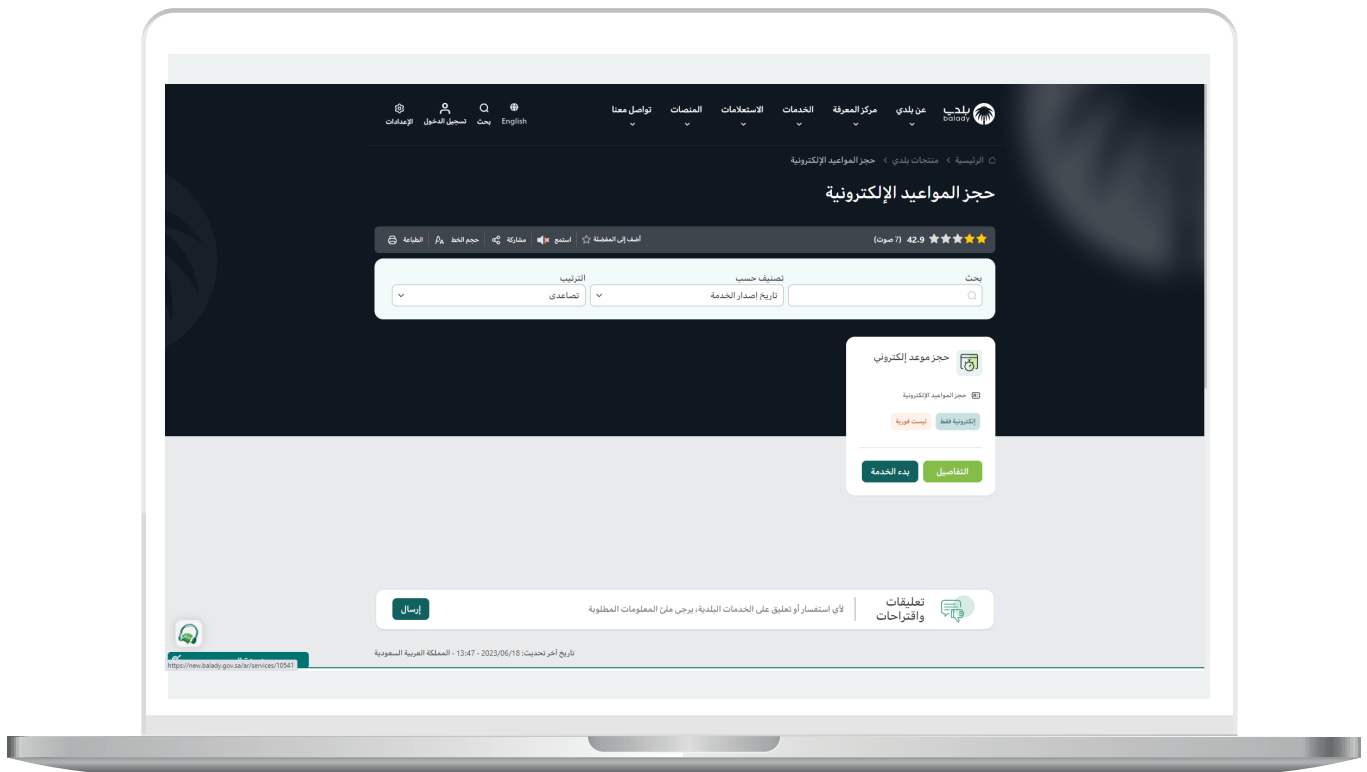 بلدي
balady
عن بلدي
مركز المعرفة
الخدمات
الاستعلامات
المنصات
تواصل معنا
English
بحث
تسجيل الدخول
الإعدادات
الرئيسية > منتجات بلدي > حجز المواعيد الإلكترونية
حجز المواعيد الإلكترونية
42.9 (7 صوت)
أضف إلى المفضلة
استمع
مشاركة
حجم الخط
الطباعة
بحث
تصنيف حسب
الترتيب
تاريخ إصدار الخدمة
تصاعدى
حجز موعد إلكتروني
حجز المواعيد الإلكترونية
إلكترونية فقط
ليست فورية
التفاصيل
بدء الخدمة
تعليقات
واقتراحات
لأي استفسار أو تعليق على الخدمات البلدية، يرجى ملئ المعلومات المطلوبة
إرسال
تاريخ آخر تحديث: 2023/06/18 - 13:47 - المملكة العربية السعودية
https://new.balady.gov.sa/ar/services/10541